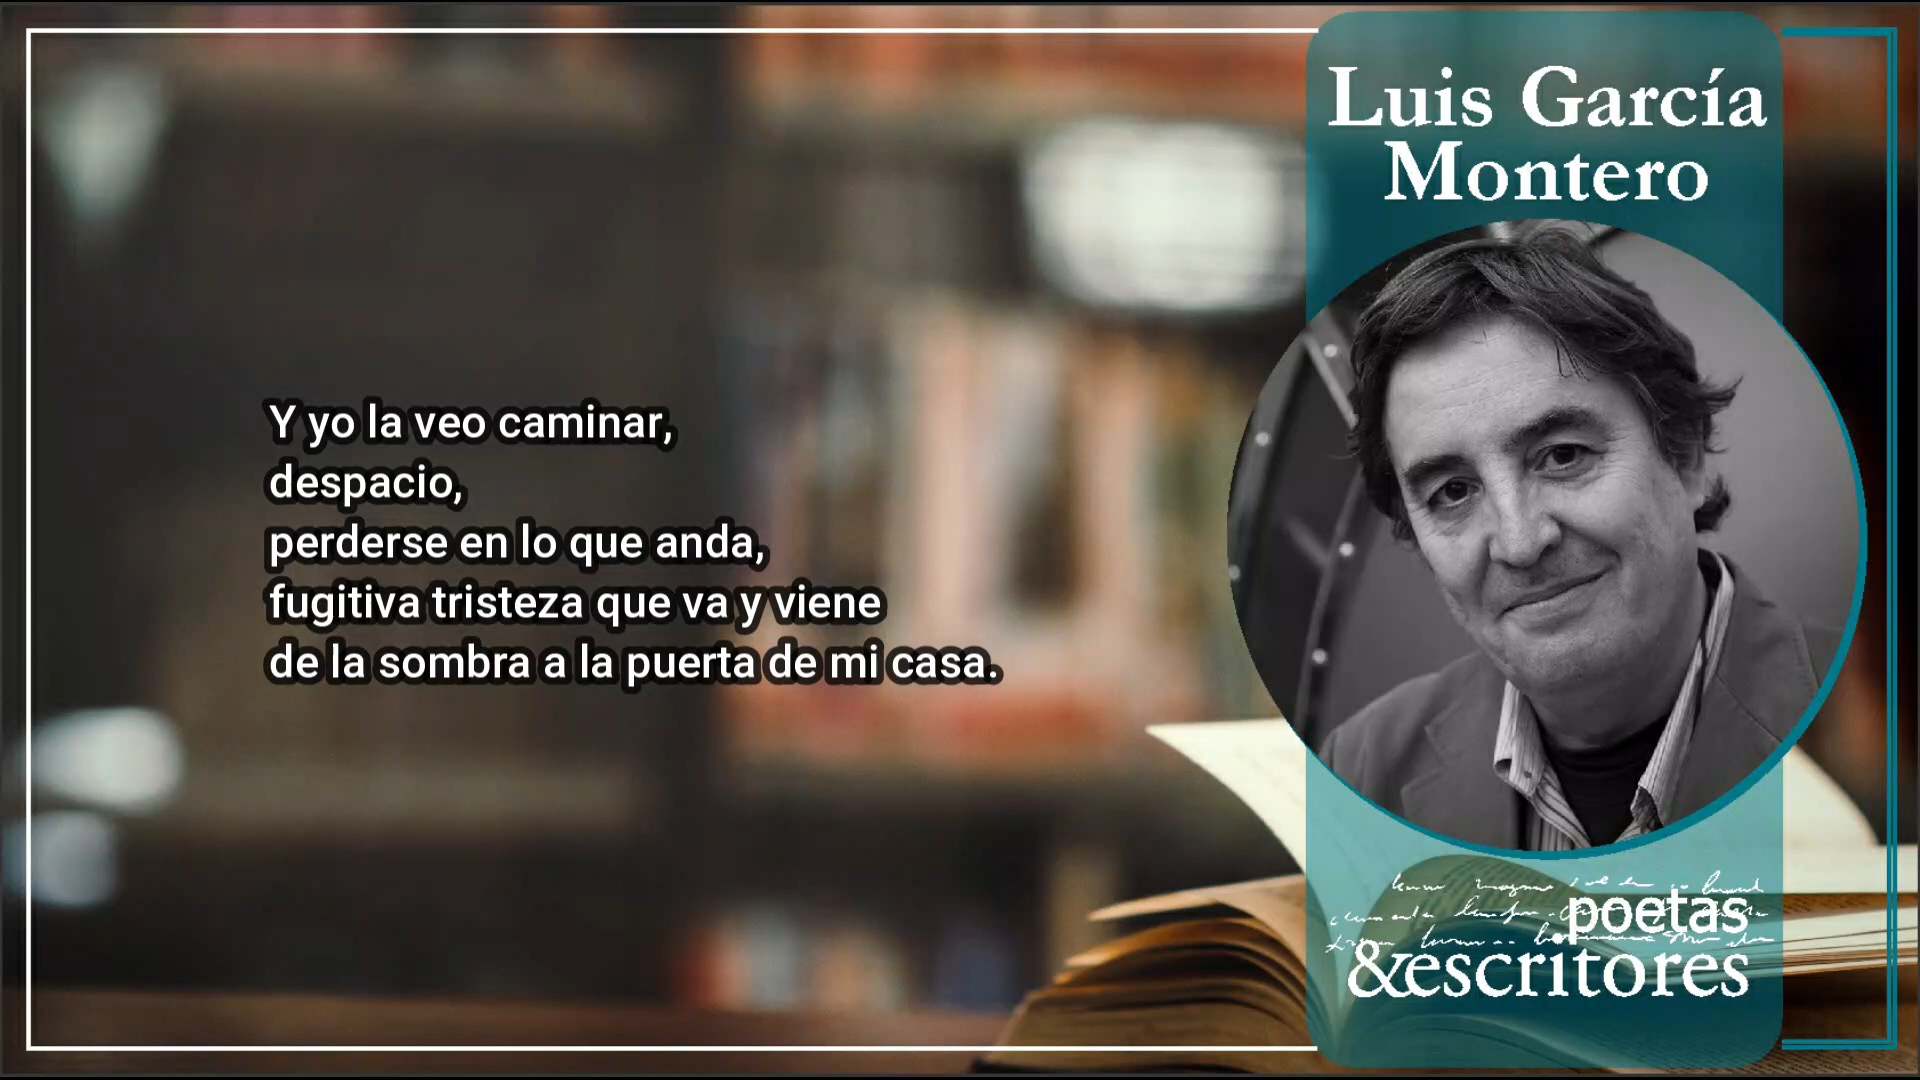 Luis García
Montero
Y yo la veo caminar,
despacio,
perderse en lo que anda,
fugitiva tristeza que va y viene
de la sombra a la puerta de mi casa.
poetas
&escritores